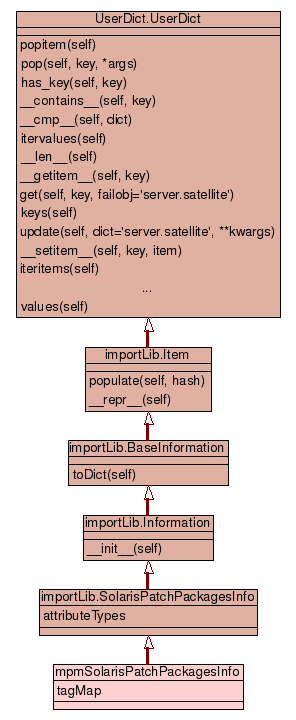 UserDict.UserDict
popitem(self)
pop(self, key, *args)
has_key(self, key)
__contains__(self, key)
__cmp__(self, dict)
itervalues(self)
__len__(self)
__getitem__(self, key)
get(self, key, failobj='server.satellite')
keys(self)
update(self, dict='server.satellite', **kwargs)
__setitem__(self, key, item)
iteritems(self)
...
values(self)
importLib.Item
populate(self, hash)
__repr__(self)
importLib.BaseInformation
toDict(self)
importLib.Information
__init__(self)
importLib.SolarisPatchPackagesInfo
attributeTypes
mpmSolarisPatchPackagesInfo
tagMap